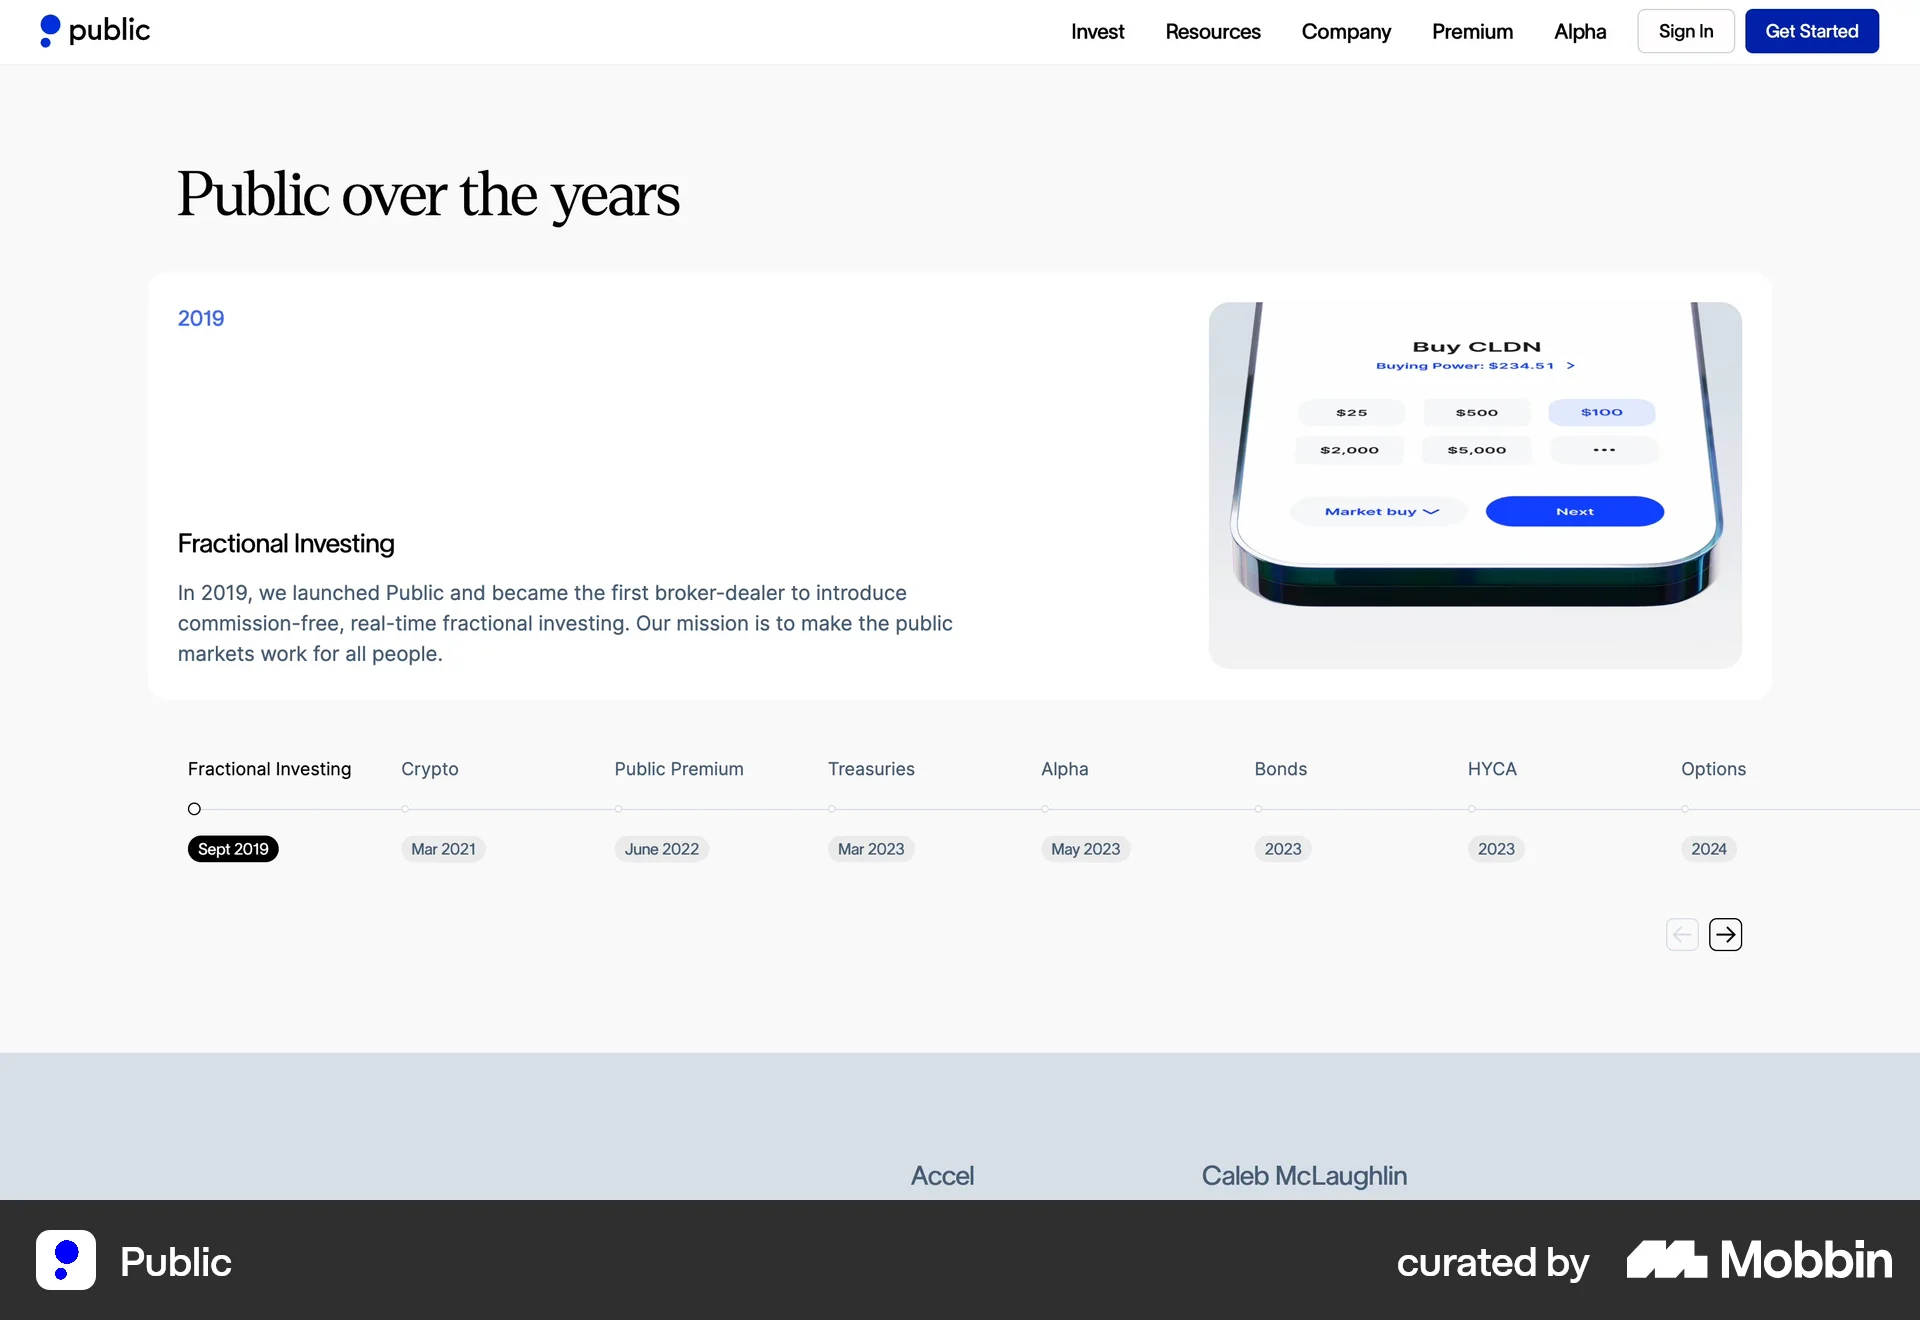 public
Invest
Resources
Company
Premium
Alpha
Sign In
Get Started
Public over the years
2019
Fractional Investing
In 2019, we launched Public and became the first broker-dealer to introduce
commission-free, real-time fractional investing. Our mission is to make the public
markets work for all people.
Buy CLDN
Buying Power: $234.51 >
$25
$500
$100
$2,000
$5,000
•••
Market buy
Next
Fractional Investing
Crypto
Public Premium
Treasuries
Alpha
Bonds
HYCA
Options
Sept 2019
Mar 2021
June 2022
Mar 2023
May 2023
2023
2023
2024
Accel
Caleb McLaughlin
Public
curated by
Mobbin